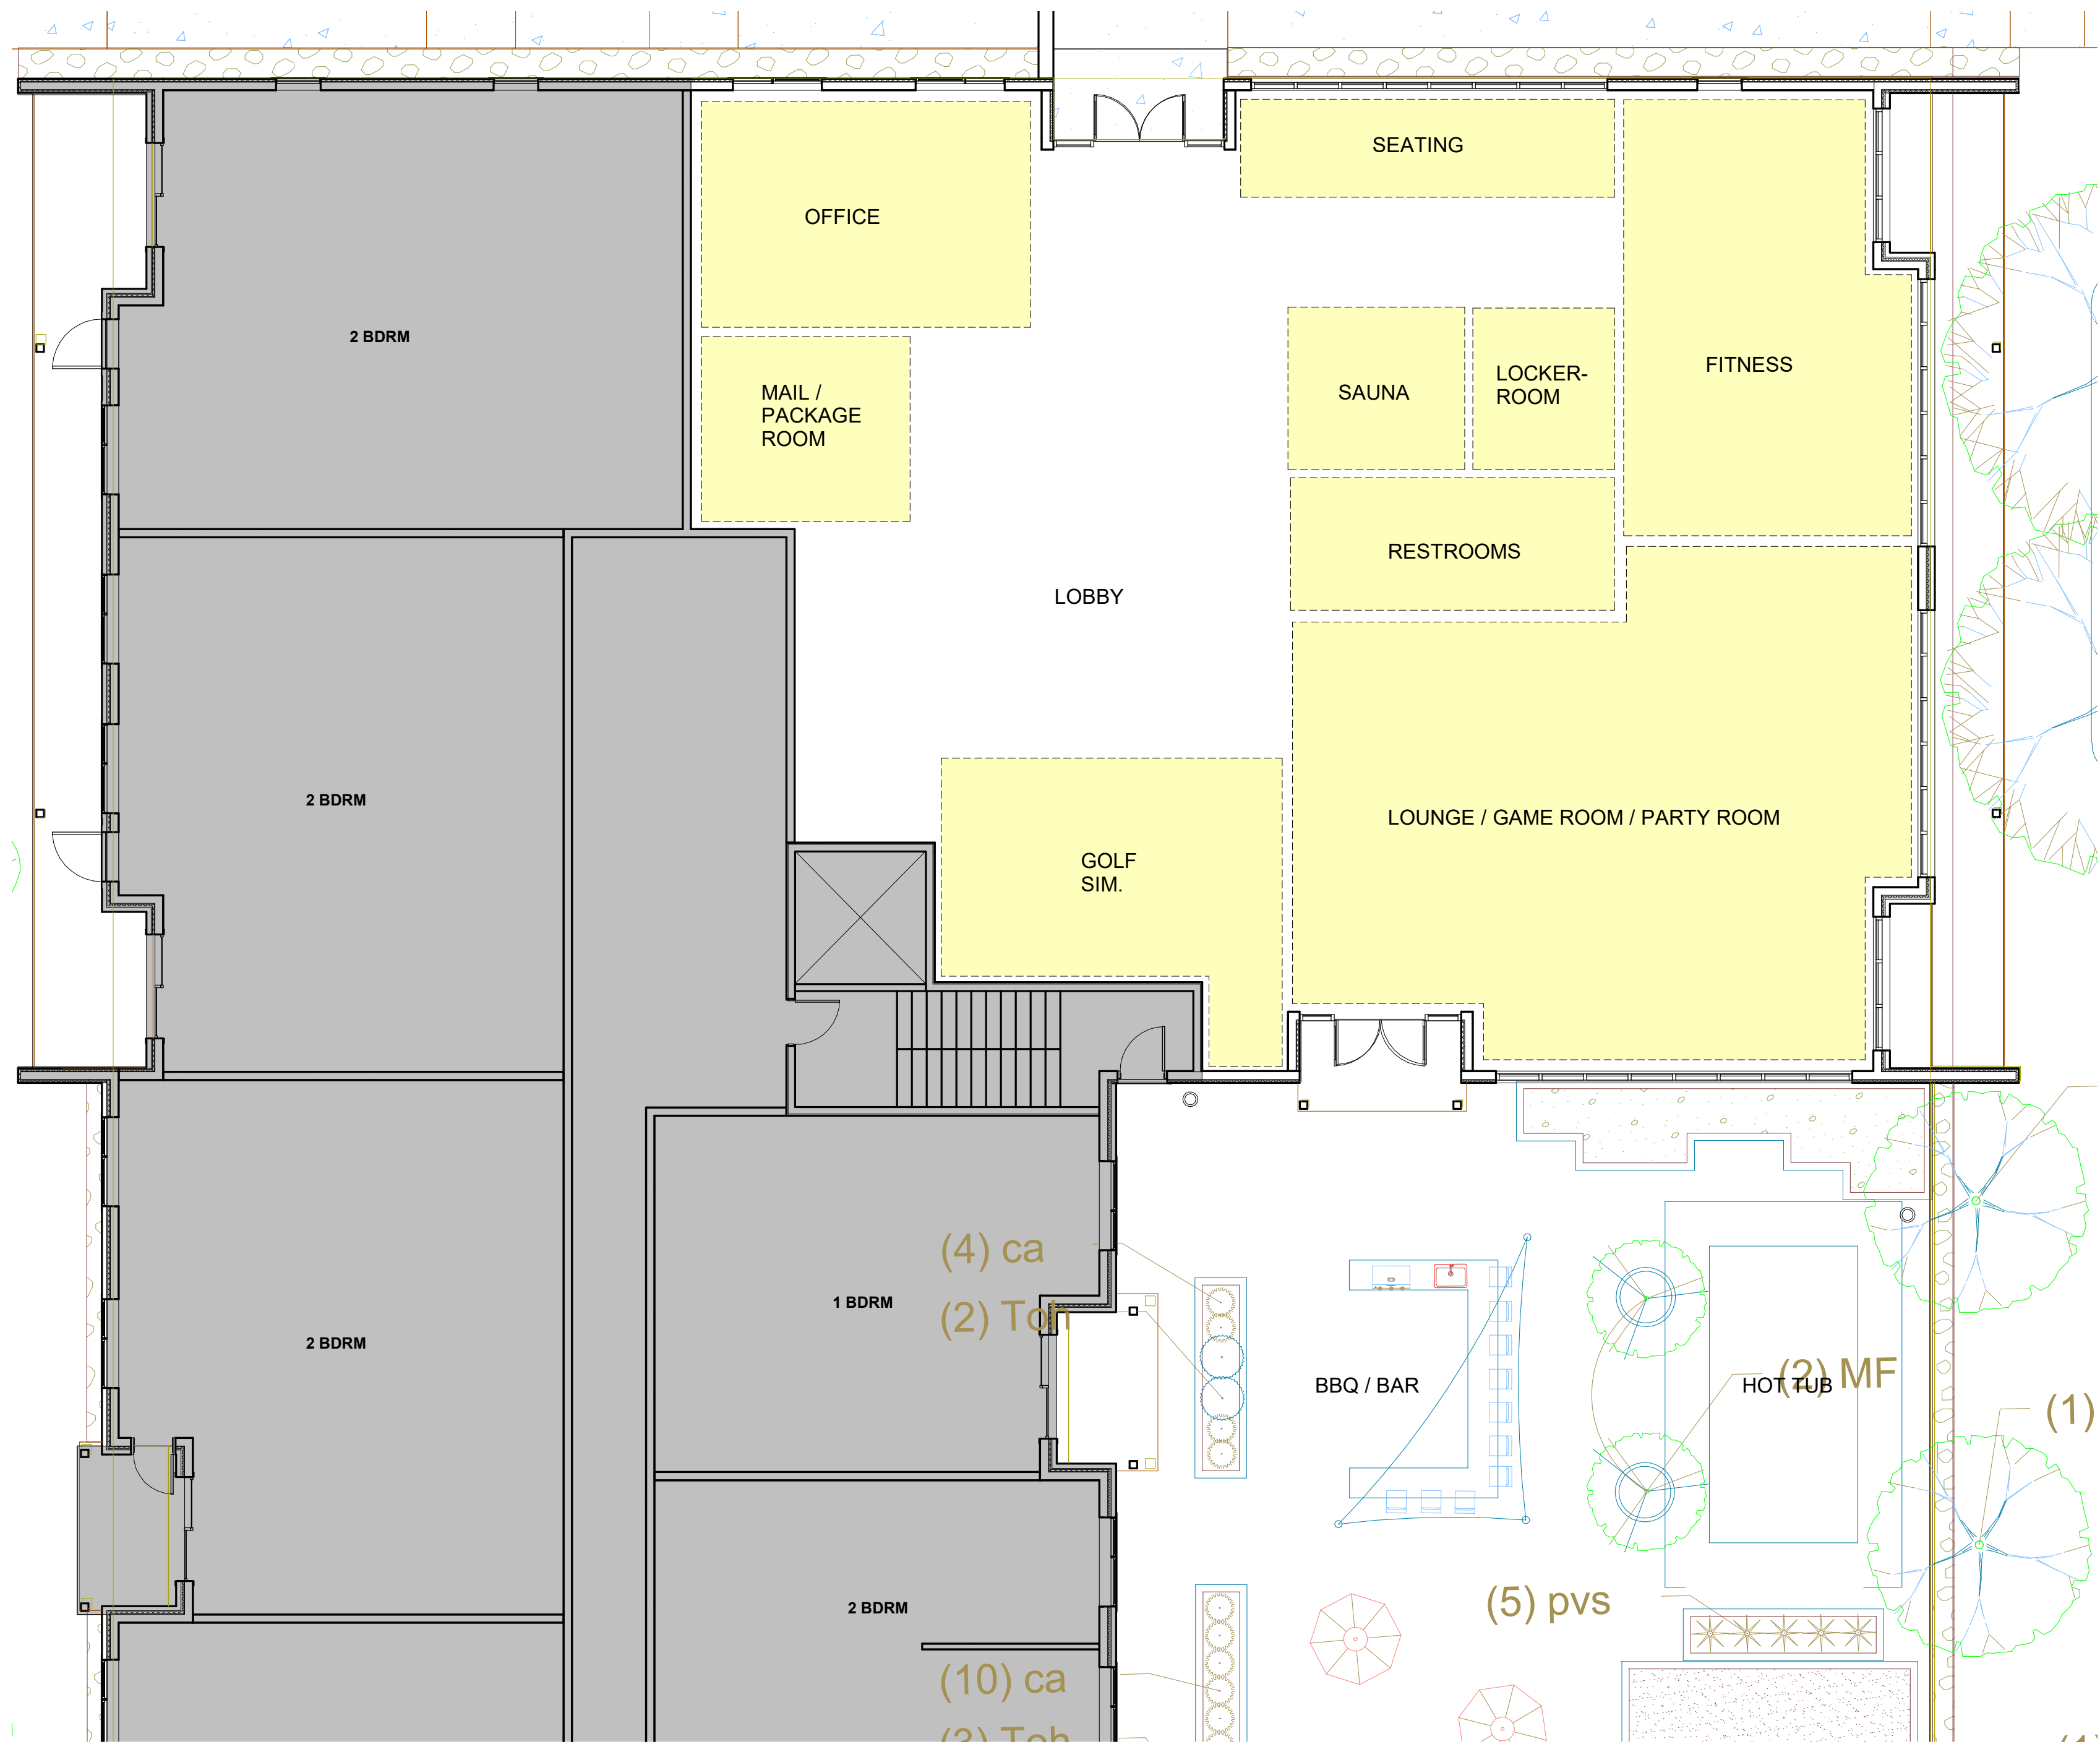 SEATING
OFFICE
2 BDRM
FITNESS
LOCKER-
ROOM
SAUNA
MAIL /
PACKAGE
ROOM
RESTROOMS
LOBBY
2 BDRM
LOUNGE / GAME ROOM / PARTY ROOM
GOLF
SIM.
(4) ca
1 BDRM
(2) Toh
2 BDRM
BBQ / BAR
HOT TUB
(2) MF
(1)
2 BDRM
(5) pvs
(10) ca
(3) Toh